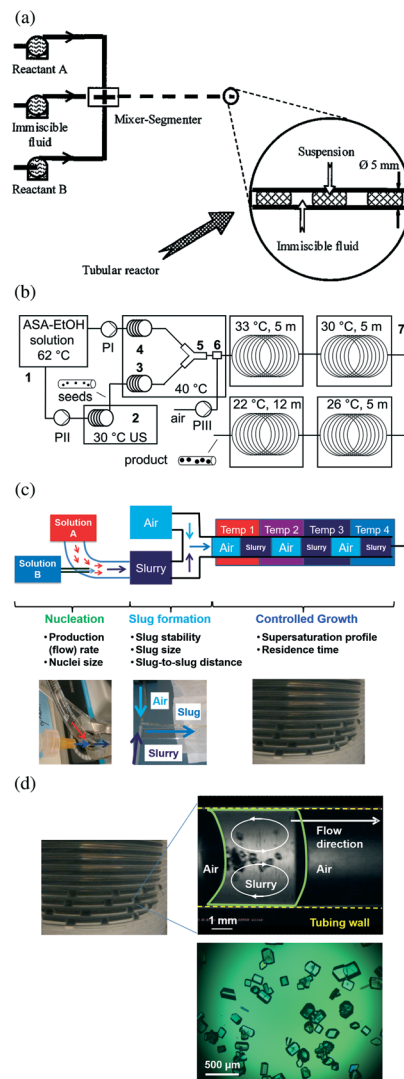 (a)
Reactant A
Immiscible
fluid
Reactant B
Mixer-Segmenter
Suspension
Ø 5 mm
Immiscible fluid
Tubular reactor
(b)
ASA-EtOH
solution
62 °C
1
PI
4
3
5
6
40 °C
seeds
PII
2
30 °C US
air
PIII
product
33 °C, 5 m
30 °C, 5 m
7
22 °C, 12 m
26 °C, 5 m
(c)
Solution
A
Solution
B
Air
Slurry
Temp 1
Temp 2
Temp 3
Temp 4
Air
Slurry
Air
Slurry
Air
Slurry
Nucleation
• Production
(flow) rate
• Nuclei size
Slug formation
• Slug stability
• Slug size
• Slug-to-slug distance
Controlled Growth
• Supersaturation profile
• Residence time
Air
Slug
Slurry
(d)
Flow
direction
Air
Slurry
Air
1 mm
Tubing wall
500 µm